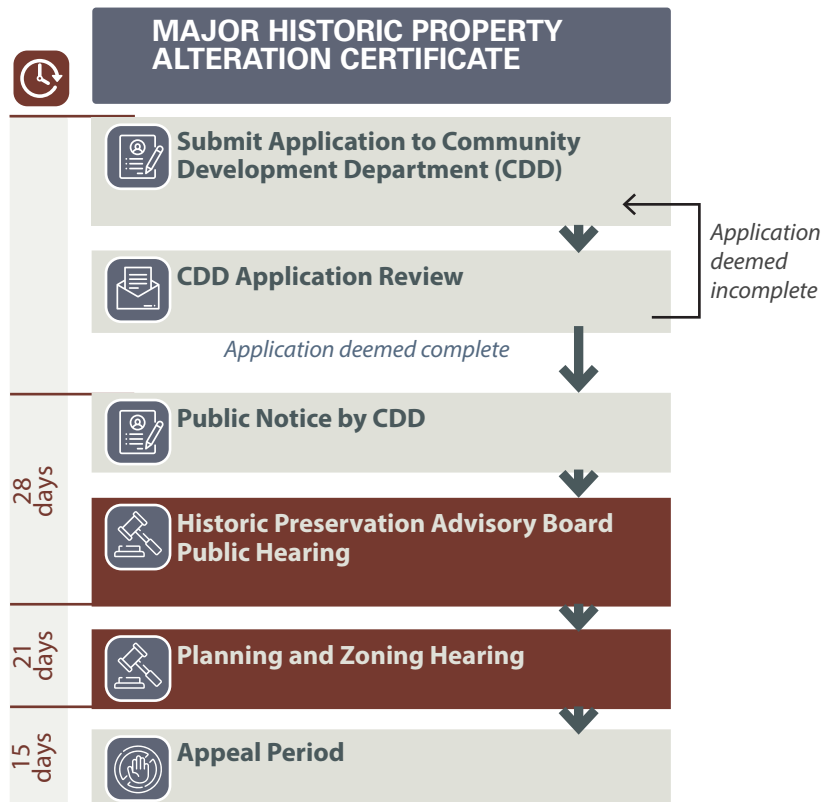 MAJOR HISTORIC PROPERTY
ALTERATION CERTIFICATE
Submit Application to Community
Development Department (CDD)
Application
deemed
incomplete
CDD Application Review
Application deemed complete
28
days
Public Notice by CDD
Historic Preservation Advisory Board
Public Hearing
21
days
Planning and Zoning Hearing
15
days
Appeal Period